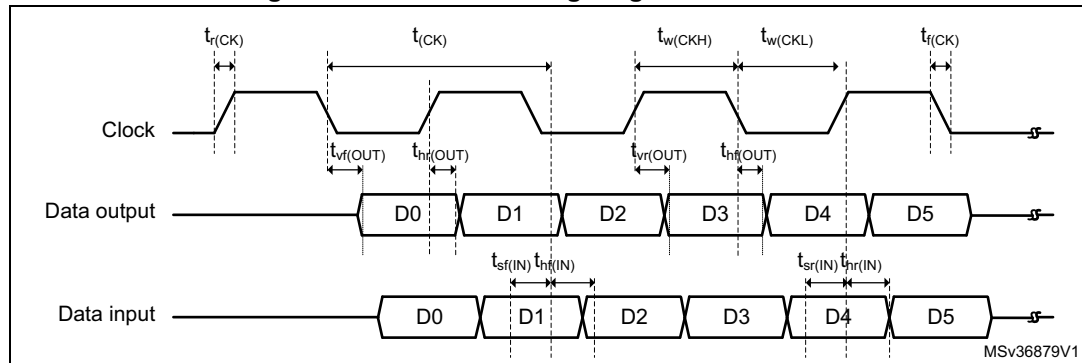 tr(CK) t(CK) tw(CKH) tw(CKL) tf(CK)
Clock
tvf(OUT) thr(OUT) tvr(OUT) thf(OUT)
Data output D0 D1 D2 D3 D4 D5
tsf(IN) thf(IN) tsr(IN) thr(IN)
Data input D0 D1 D2 D3 D4 D5
MSv36879V1